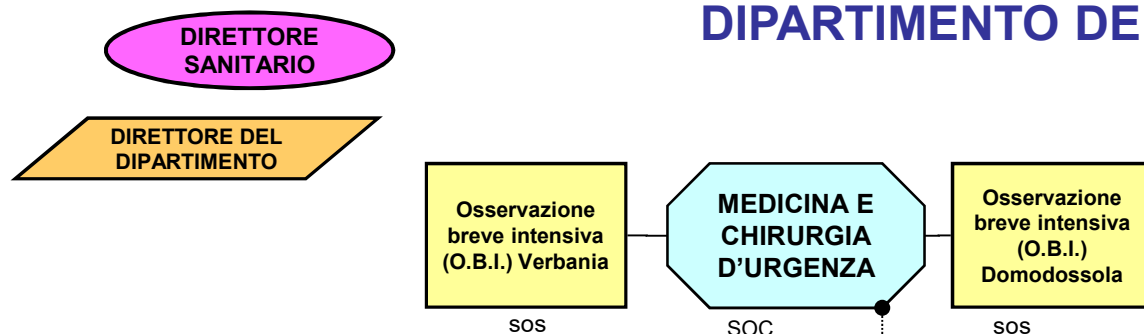 DIPARTIMENTO DE
DIRETTORE
SANITARIO
DIRETTORE DEL
DIPARTIMENTO
Osservazione
breve intensiva
(O.B.I.) Verbania
sos
MEDICINA E
CHIRURGIA
D'URGENZA
SOC
Osservazione
breve intensiva
(O.B.I.)
Domodossola
sos